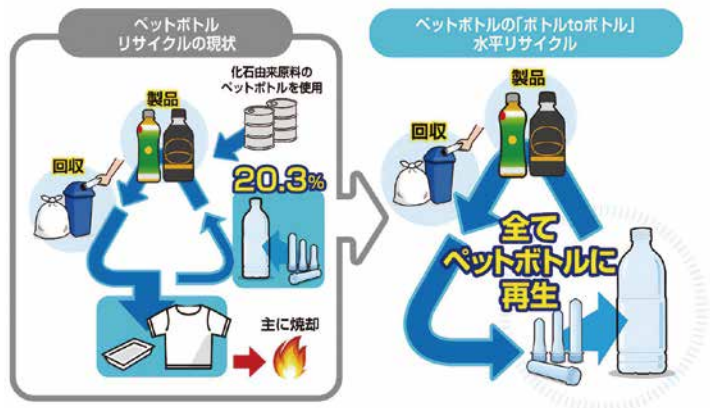 ペットボトル
リサイクルの現状
化石由来原料の
ペットボトルを使用
製品
回収
20.3%
主に焼却
ペットボトルの「ボトルtoボトル」
水平リサイクル
製品
回収
全て
ペットボトルに
再生